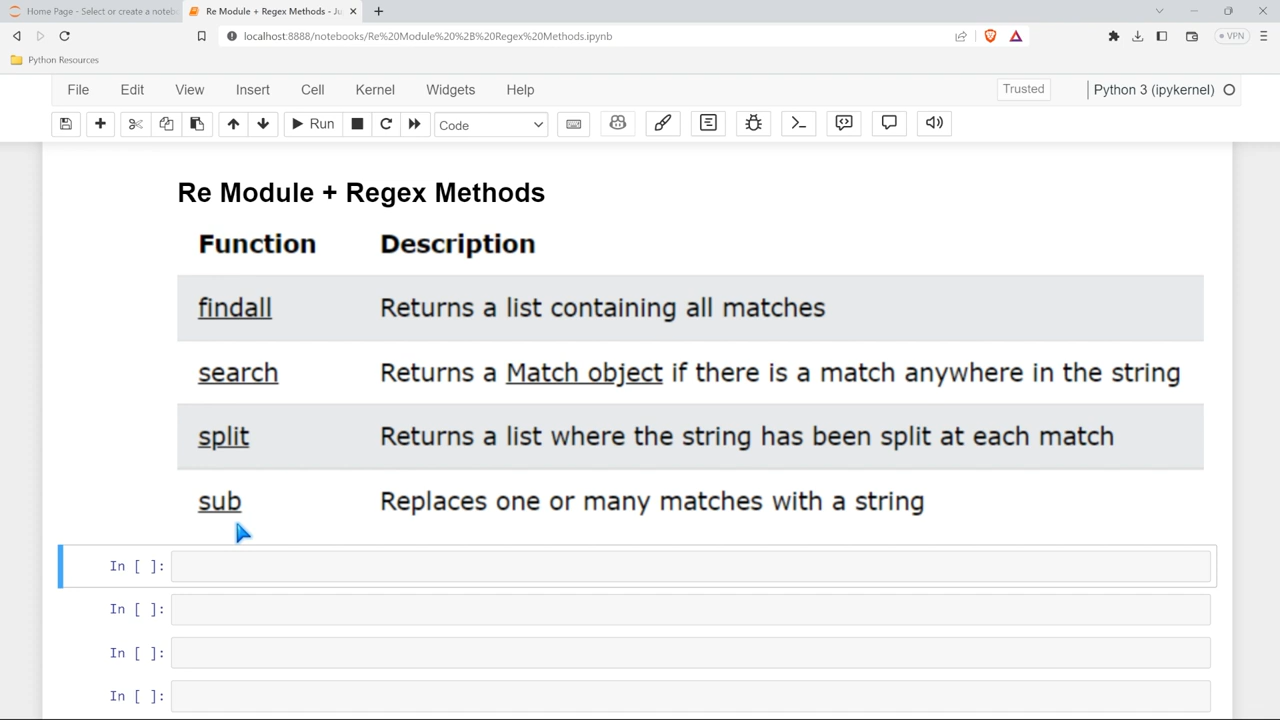 Home Page - Select or create a noteb
Re Module + Regex Methods - Ju
localhost:8888/notebooks/Re%20Module%20%2B%20Regex%20Methods.ipynb
VPN
Python Resources
File Edit View Insert Cell Kernel Widgets Help Trusted Python 3 (ipykernel)
Run Code
Re Module + Regex Methods
Function Description
findall Returns a list containing all matches
search Returns a Match object if there is a match anywhere in the string
split Returns a list where the string has been split at each match
sub Replaces one or many matches with a string
In [ ]:
In [ ]:
In [ ]:
In [ ]: